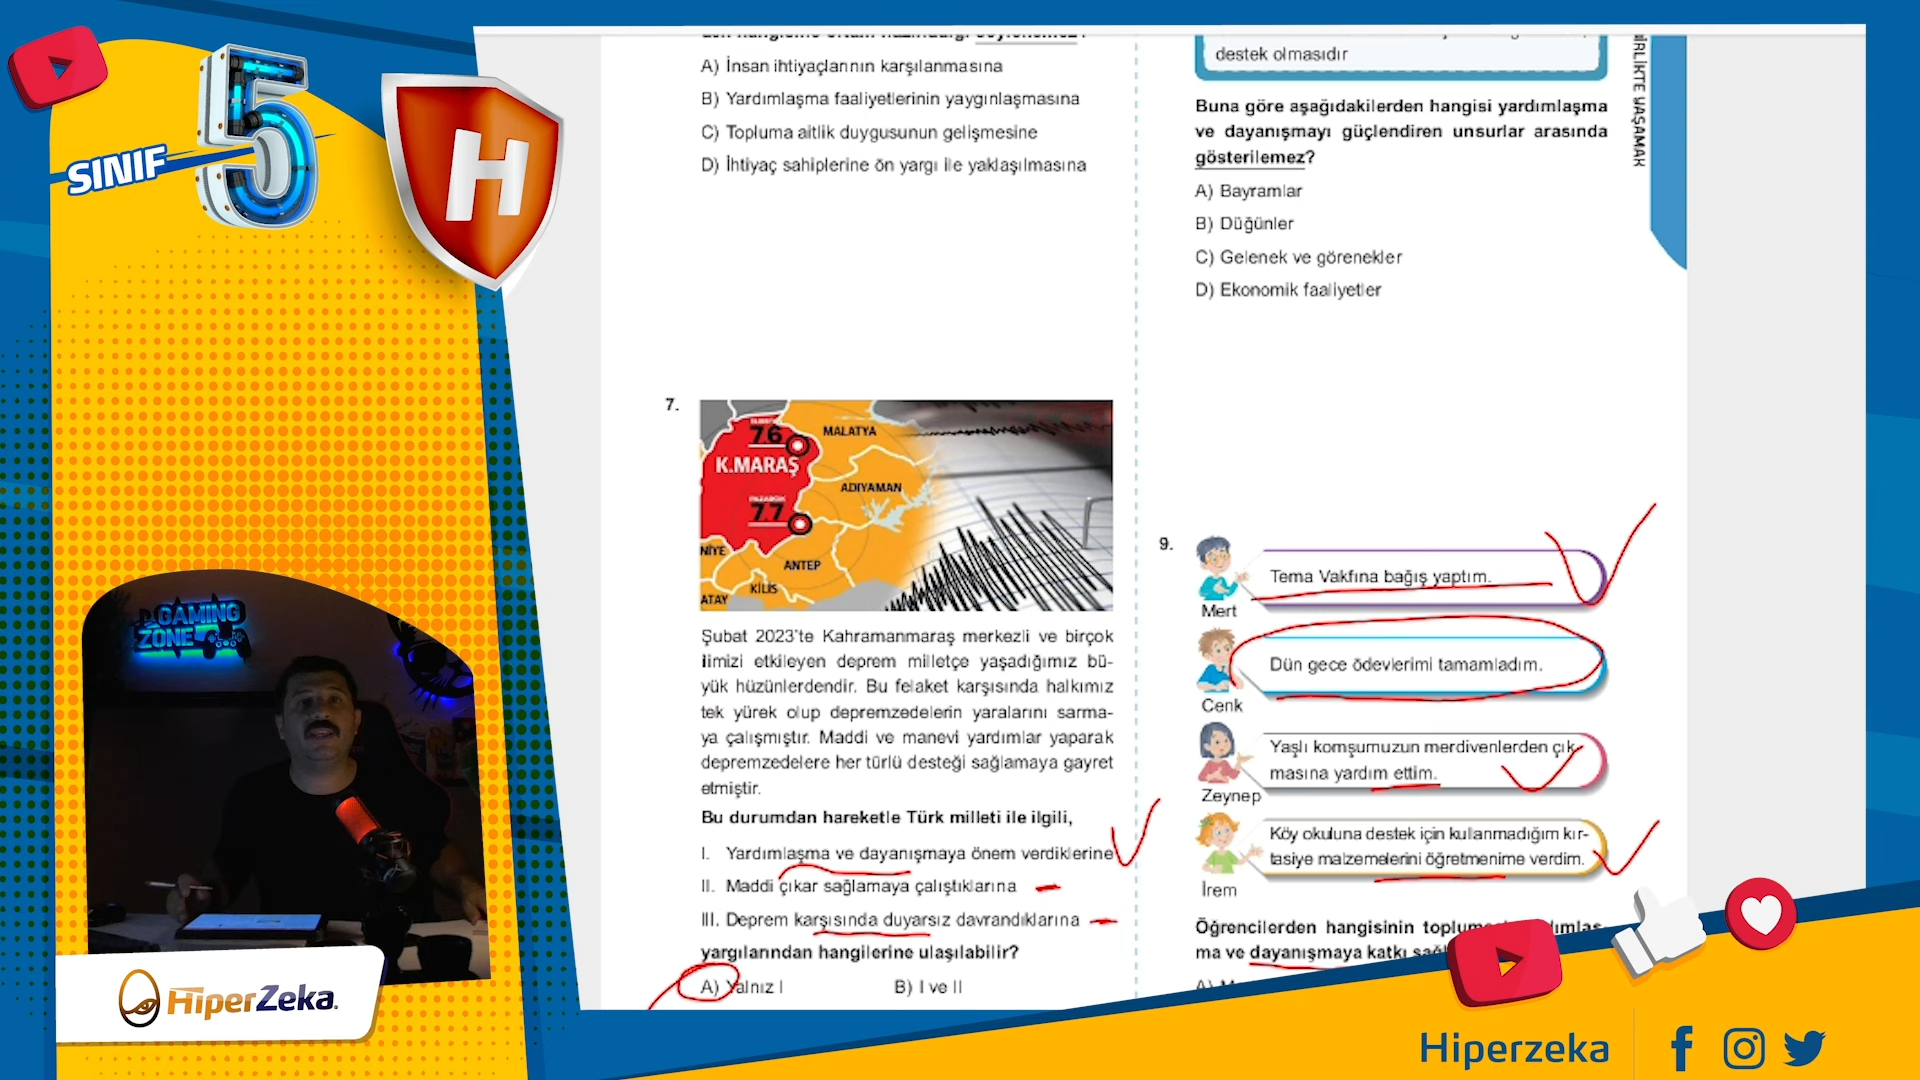 5
SINIF
H
GAMING
ZONE
HiperZeka.
A) İnsan ihtiyaçlarının karşılanmasına
B) Yardımlaşma faaliyetlerinin yaygınlaşmasına
C) Topluma aitlik duygusunun gelişmesine
D) İhtiyaç sahiplerine ön yargı ile yaklaşılmasına
7.
7.6
MALATYA
K.MARAŞ
ADIYAMAN
7.7
NİYE
ANTEP
KİLİS
ATAY
Şubat 2023'te Kahramanmaraş merkezli ve birçok
ilimizi etkileyen deprem milletçe yaşadığımız bü-
yük hüzünlerdendir. Bu felaket karşısında halkımız
tek yürek olup depremzedelerin yaralarını sarma-
ya çalışmıştır. Maddi ve manevi yardımlar yaparak
depremzedelere her türlü desteği sağlamaya gayret
etmiştir.
Bu durumdan hareketle Türk milleti ile ilgili,
I. Yardımlaşma ve dayanışmaya önem verdiklerine
II. Maddi çıkar sağlamaya çalıştıklarına
III. Deprem karşısında duyarsız davrandıklarına
yargılarından hangilerine ulaşılabilir?
A) Yalnız I B) I ve II
destek olmasıdır
Buna göre aşağıdakilerden hangisi yardımlaşma
ve dayanışmayı güçlendiren unsurlar arasında
gösterilemez?
A) Bayramlar
B) Düğünler
C) Gelenek ve görenekler
D) Ekonomik faaliyetler
9.
Tema Vakfına bağış yaptım.
Mert
Dün gece ödevlerimi tamamladım.
Cenk
Yaşlı komşumuzun merdivenlerden çık-
masına yardım ettim.
Zeynep
Köy okuluna destek için kullanmadığım kır-
tasiye malzemelerini öğretmenime verdim.
İrem
Öğrencilerden hangisinin
ma ve dayanışmaya katkı
A)
YAŞAMAK
Hiperzeka